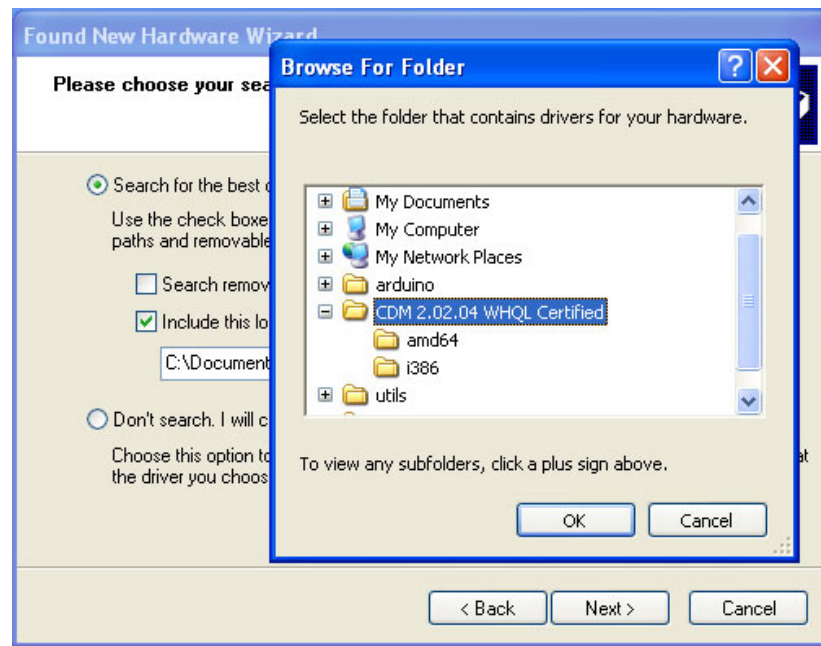 Found New Hardware Wizard
Browse For Folder
Please choose your sea
Select the folder that contains drivers for your hardware.
My Documents
My Computer
My Network Places
arduino
CDM 2.02.04 WHQL Certified
amd64
i386
utils
Search for the best
Use the check boxe
paths and removable
Search remov
Include this lo
C:\Document
Don't search. I will c
Choose this option to
at
the driver you choos
To view any subfolders, click a plus sign above.
OK
Cancel
< Back
Next >
Cancel